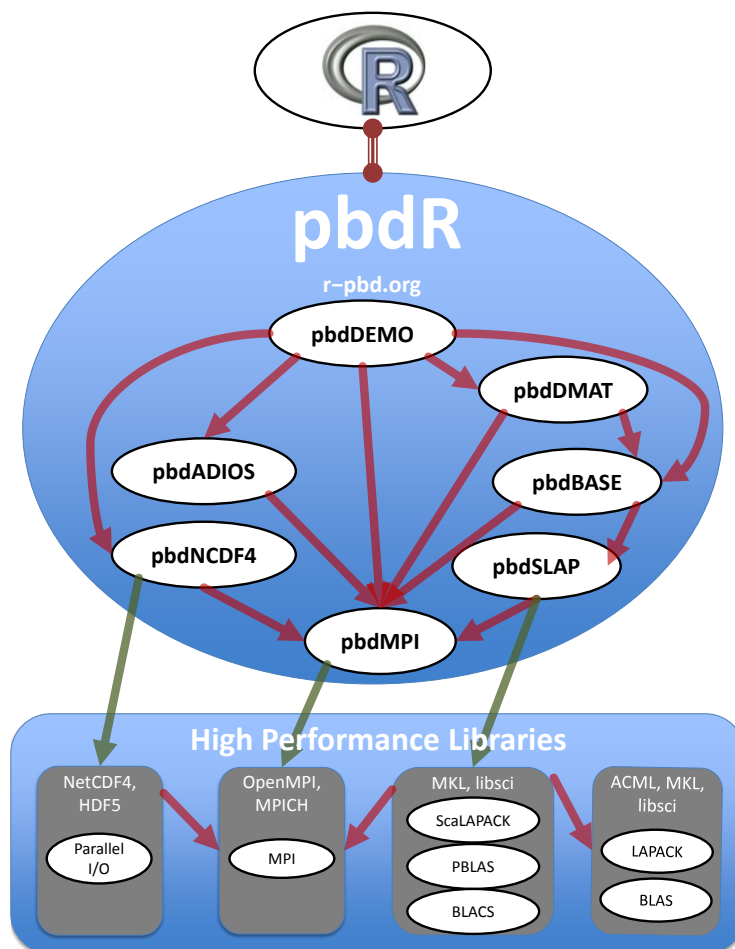 R
pbdR
r−pbd.org
pbdDEMO
pbdDMAT
pbdADIOS
pbdBASE
pbdNCDF4
pbdSLAP
pbdMPI
High Performance Libraries
NetCDF4,
HDF5
Parallel
I/O
OpenMPI,
MPICH
MPI
MKL, libsci
ScaLAPACK
PBLAS
BLACS
ACML, MKL,
libsci
LAPACK
BLAS